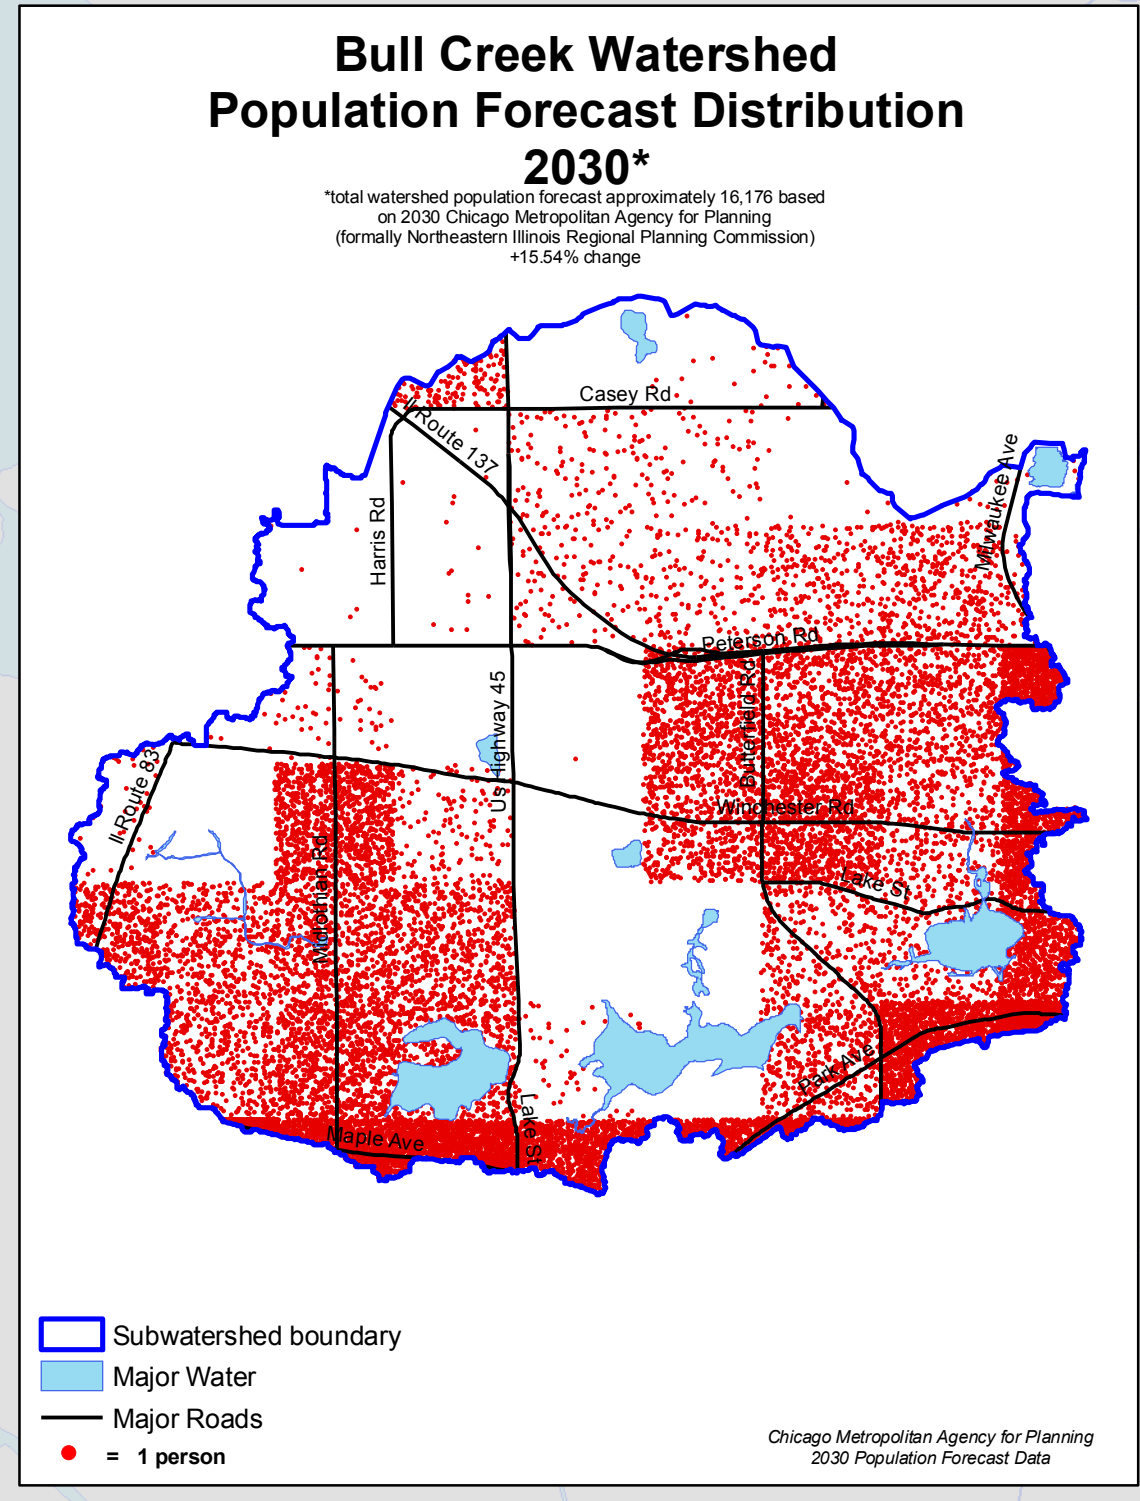 Bull Creek Watershed
Population Forecast Distribution
2030*
*total watershed population forecast approximately 16,176 based
on 2030 Chicago Metropolitan Agency for Planning
(formally Northeastern Illinois Regional Planning Commission)
+15.54% change
Casey Rd
Il Route 137
Milwaukee Ave
Harris Rd
Peterson Rd
Us Highway 45
Butterfield Rd
Il Route 83
Winchester Rd
Midlothian Rd
Lake St
Park Ave
Lake St
Maple Ave
Subwatershed boundary
Major Water
Major Roads
= 1 person
Chicago Metropolitan Agency for Planning
2030 Population Forecast Data